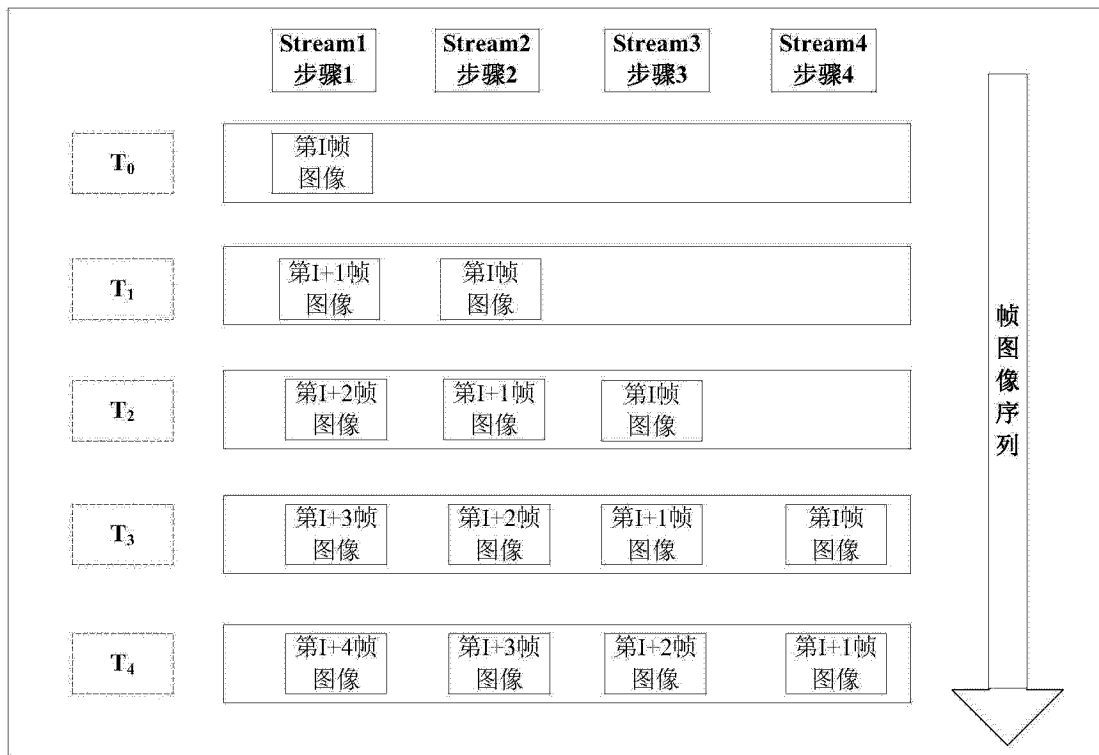 Stream1
步骤1
Stream2
步骤2
Stream3
步骤3
Stream4
步骤4
T₀
第I帧
图像
T₁
第I+1帧
图像
第I帧
图像
T₂
第I+2帧
图像
第I+1帧
图像
第I帧
图像
T₃
第I+3帧
图像
第I+2帧
图像
第I+1帧
图像
第I帧
图像
T₄
第I+4帧
图像
第I+3帧
图像
第I+2帧
图像
第I+1帧
图像
帧图像序列